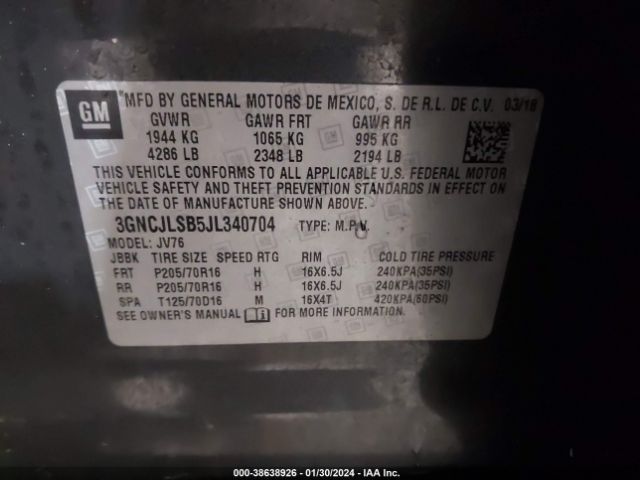 GM
MFD BY GENERAL MOTORS DE MEXICO, S. DE R.L. DE C.V. 03/18
GVWR GAWR FRT GAWR RR
1944 KG 1065 KG 995 KG
4286 LB 2348 LB 2194 LB
THIS VEHICLE CONFORMS TO ALL APPLICABLE U.S. FEDERAL MOTOR
VEHICLE SAFETY AND THEFT PREVENTION STANDARDS IN EFFECT ON
THE DATE OF MANUFACTURE SHOWN ABOVE.
3GNCJLSB5JL340704 TYPE: M.P.V.
MODEL: JV76
JBBK TIRE SIZE SPEED RTG RIM COLD TIRE PRESSURE
FRT P205/70R16 H 16X6.5J 240KPA(35PSI)
RR P205/70R16 H 16X6.5J 240KPA(35PSI)
SPA T125/70D16 M 16X4T 420KPA(60PSI)
SEE OWNER'S MANUAL FOR MORE INFORMATION.
000-38638926 - 01/30/2024 - IAA Inc.